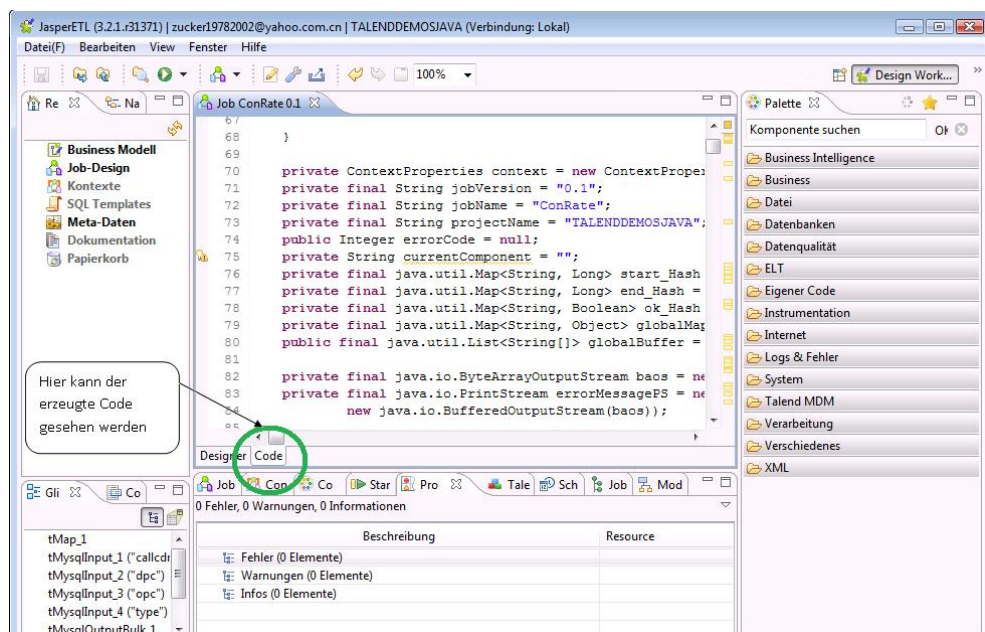 JasperETL (3.2.1.r31371) | zucker19782002@yahoo.com.cn | TALENDDEMOSJAVA (Verbindung: Lokal)
Datei(F) Bearbeiten View Fenster Hilfe
100%
Design Work...
Re
Na
Business Modell
Job-Design
Kontexte
SQL Templates
Meta-Daten
Dokumentation
Papierkorb
Hier kann der
erzeugte Code
gesehen werden
Job ConRate 0.1
67
68 }
69
70 private ContextProperties context = new ContextProper
71 private final String jobVersion = "0.1";
72 private final String jobName = "ConRate";
73 private final String projectName = "TALENDDEMOSJAVA";
74 public Integer errorCode = null;
75 private String currentComponent = "";
76 private final java.util.Map<String, Long> start_Hash
77 private final java.util.Map<String, Long> end_Hash =
78 private final java.util.Map<String, Boolean> ok_Hash
79 private final java.util.Map<String, Object> globalMap
80 public final java.util.List<String[]> globalBuffer =
81
82 private final java.io.ByteArrayOutputStream baos = ne
83 private final java.io.PrintStream errorMessagePS = ne
84 new java.io.BufferedOutputStream(baos));
85
Designer Code
Palette
Komponente suchen
Ok
Business Intelligence
Business
Datei
Datenbanken
Datenqualität
ELT
Eigener Code
Instrumentation
Internet
Logs & Fehler
System
Talend MDM
Verarbeitung
Verschiedenes
XML
Gli
Co
tMap_1
tMysqlInput_1 ("callcdr
tMysqlInput_2 ("dpc")
tMysqlInput_3 ("opc")
tMysqlInput_4 ("type")
tMysqlOutputBulk_1
Job Con Co Star Pro Tale Sch Job Mod
0 Fehler, 0 Warnungen, 0 Informationen
Beschreibung Resource
Fehler (0 Elemente)
Warnungen (0 Elemente)
Infos (0 Elemente)